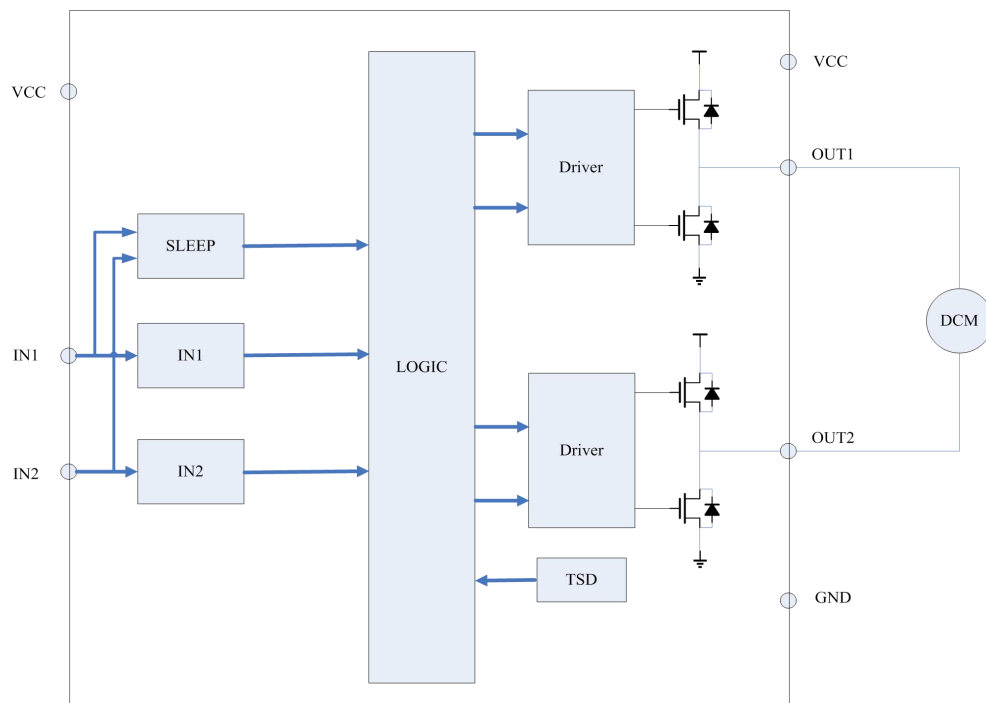 VCC
VCC
Driver
OUT1
SLEEP
DCM
IN1
IN1
LOGIC
Driver
OUT2
IN2
IN2
TSD
GND